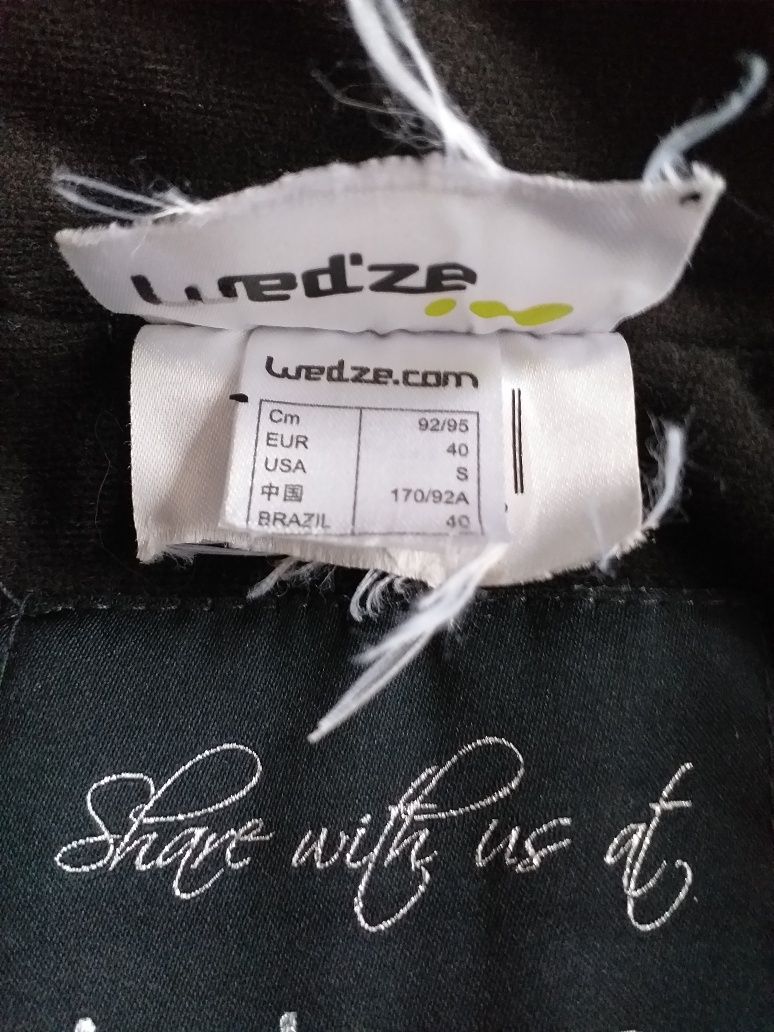 wed'ze
wedze.com
Cm 92/95
EUR 40
USA S
中国 170/92A
BRAZIL 40
Share with us at